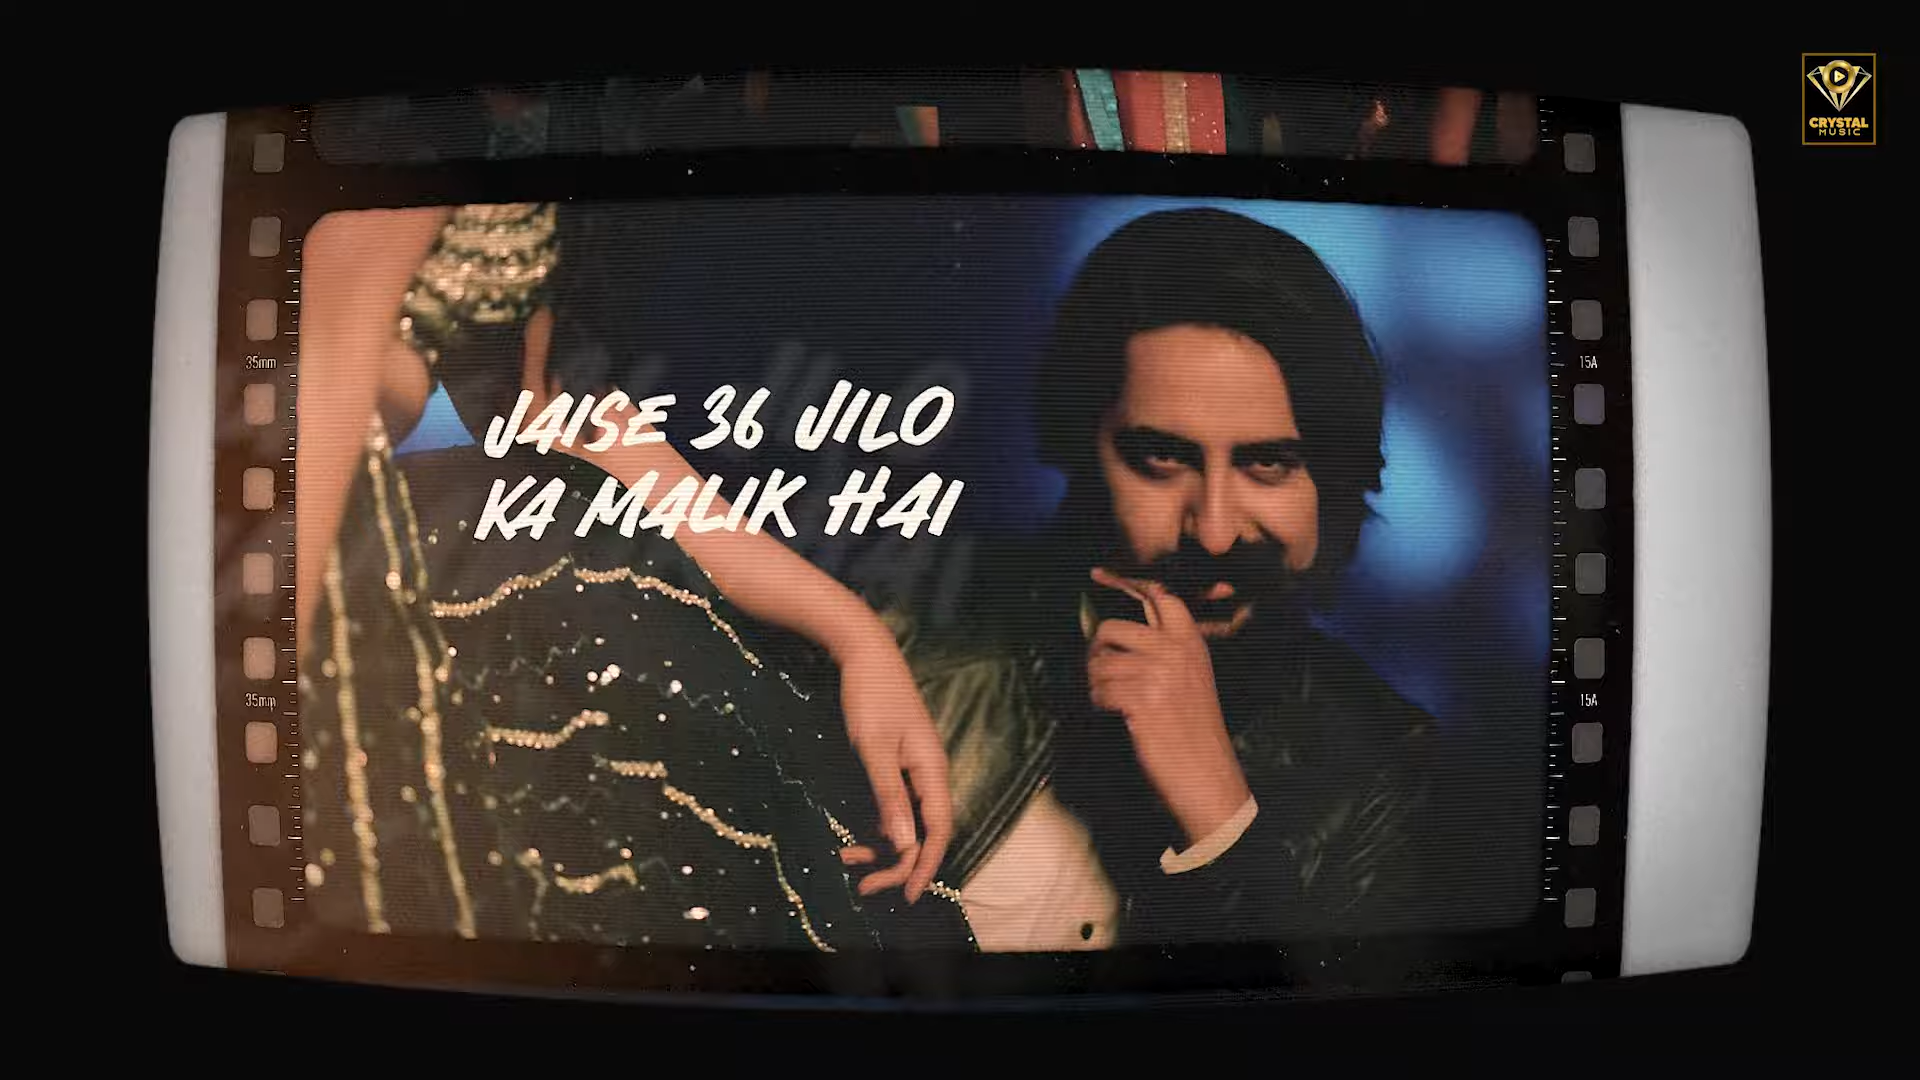 CRYSTAL
MUSIC
35mm
15A
JAISE 36 JILO
KA MALIK HAI
35mm
15A